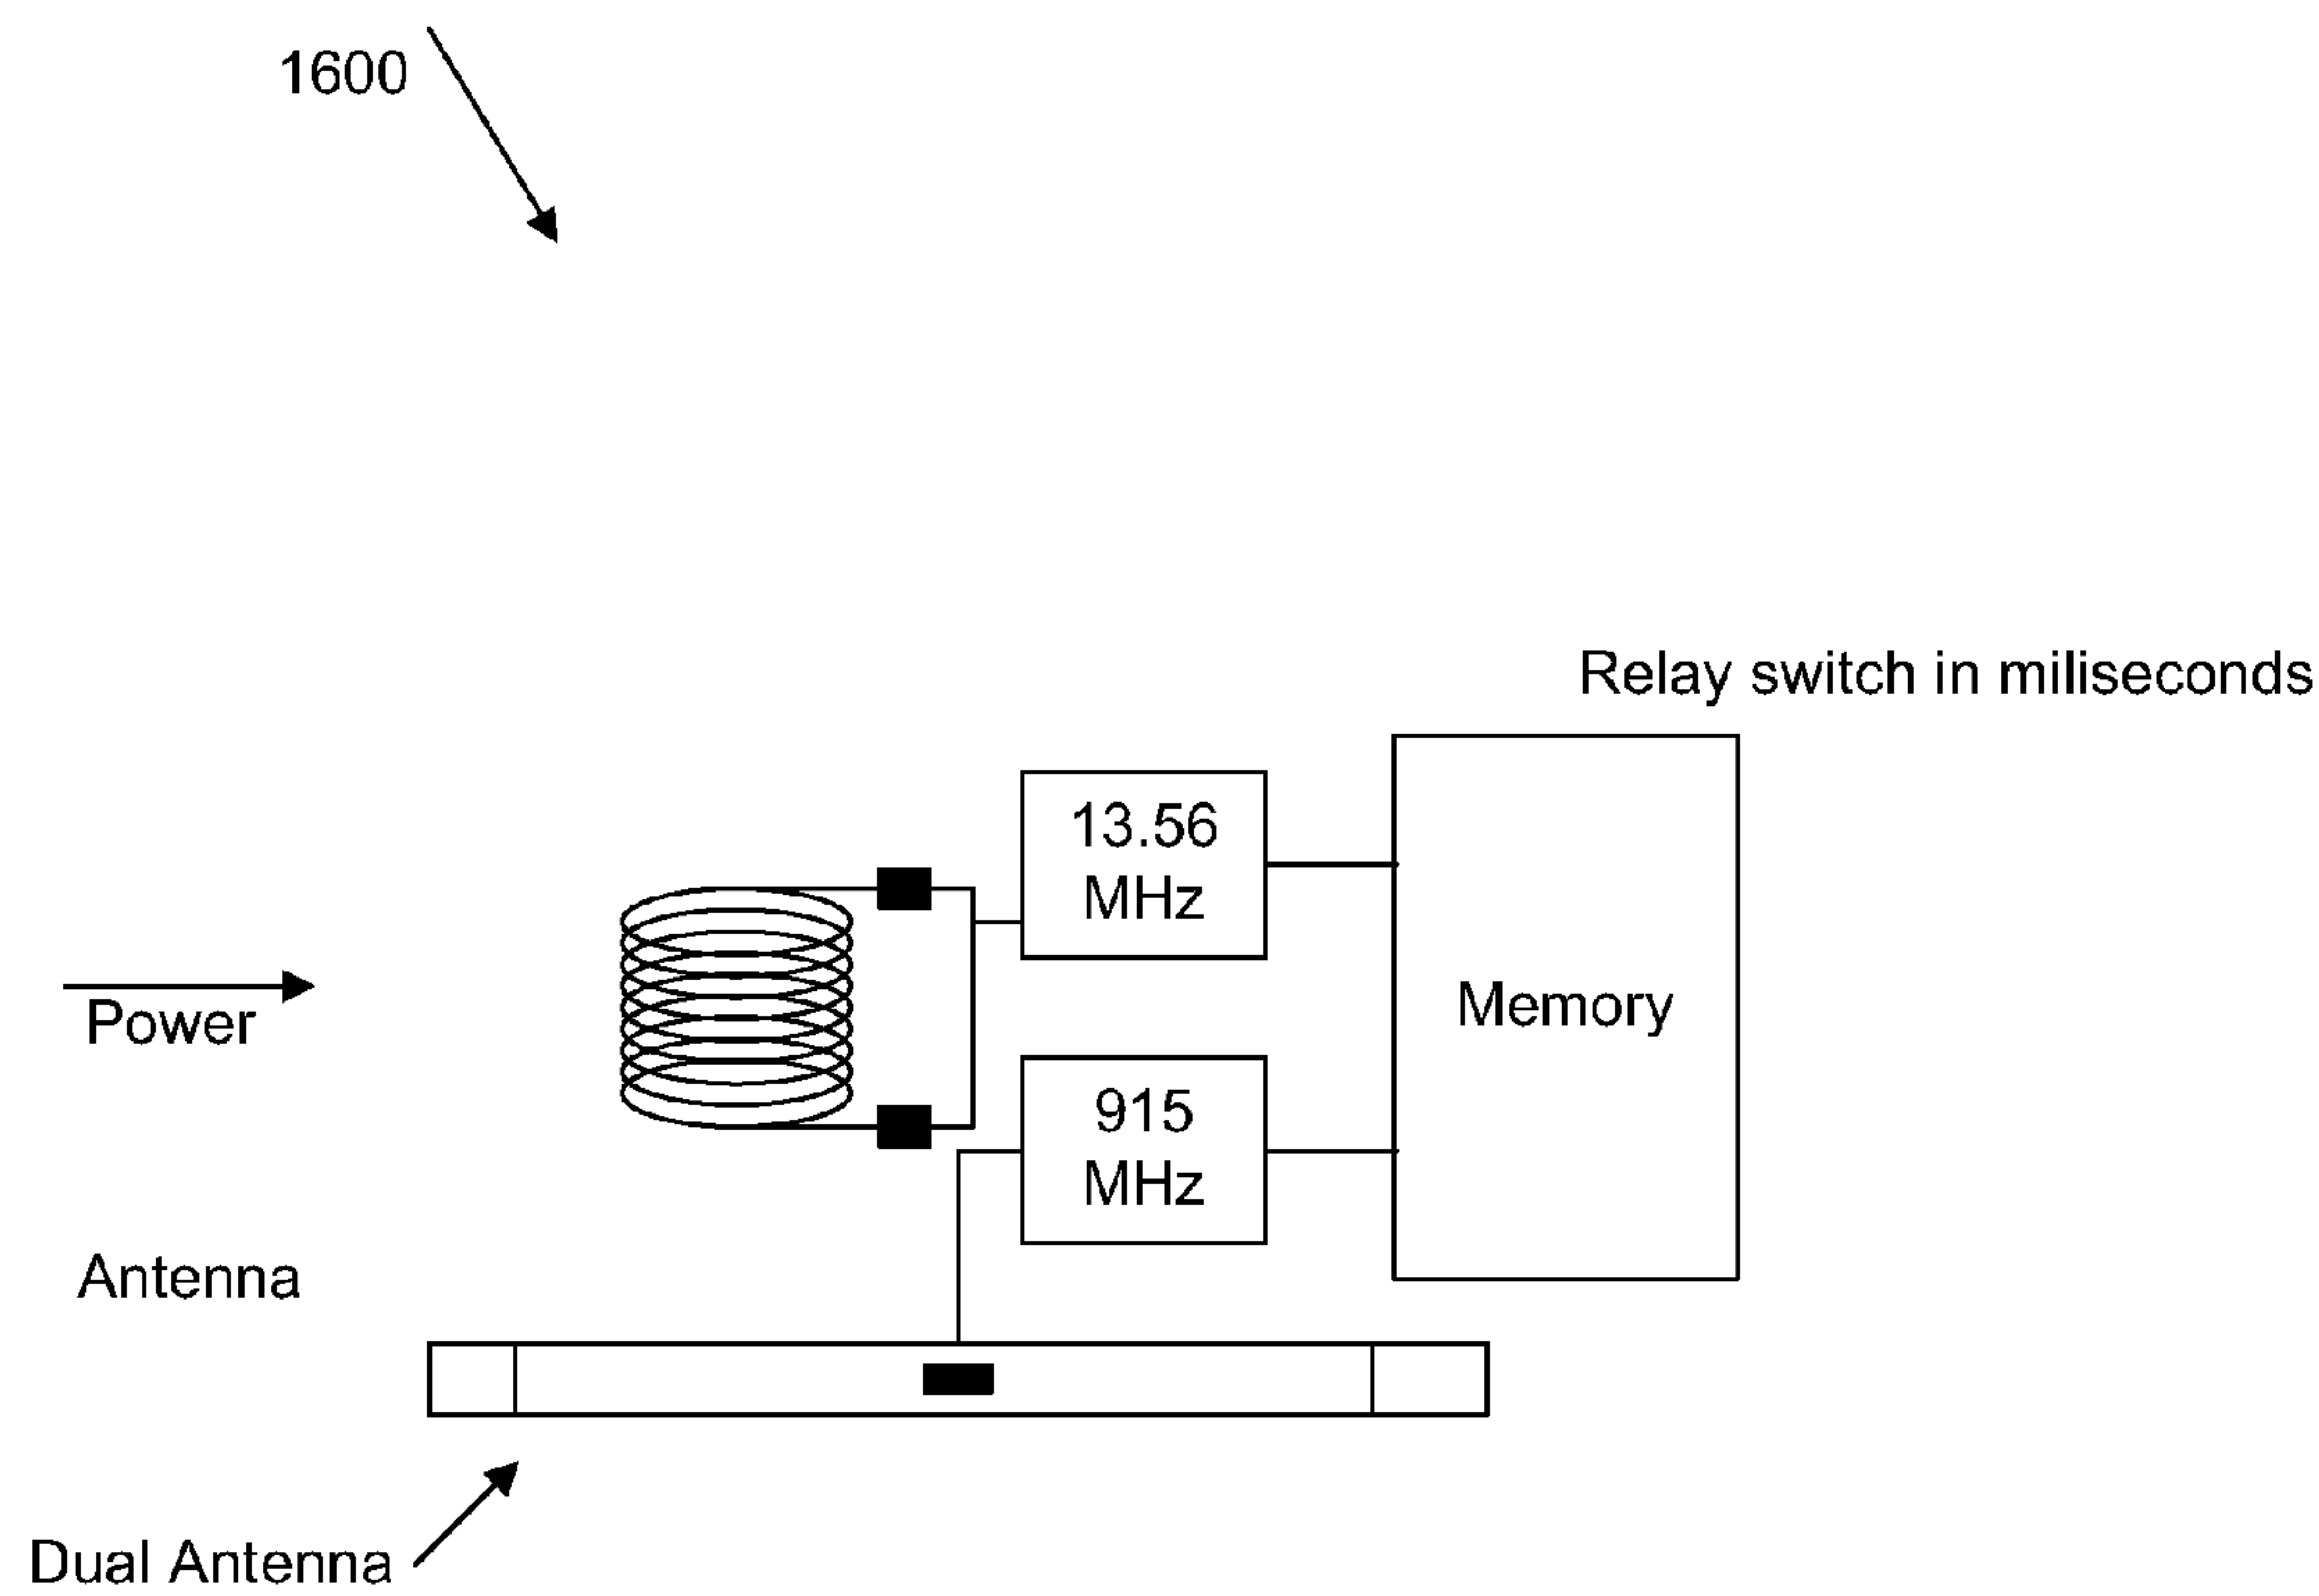 1600
Relay switch in miliseconds
13.56
MHz
Power
Memory
915
MHz
Antenna
Dual Antenna